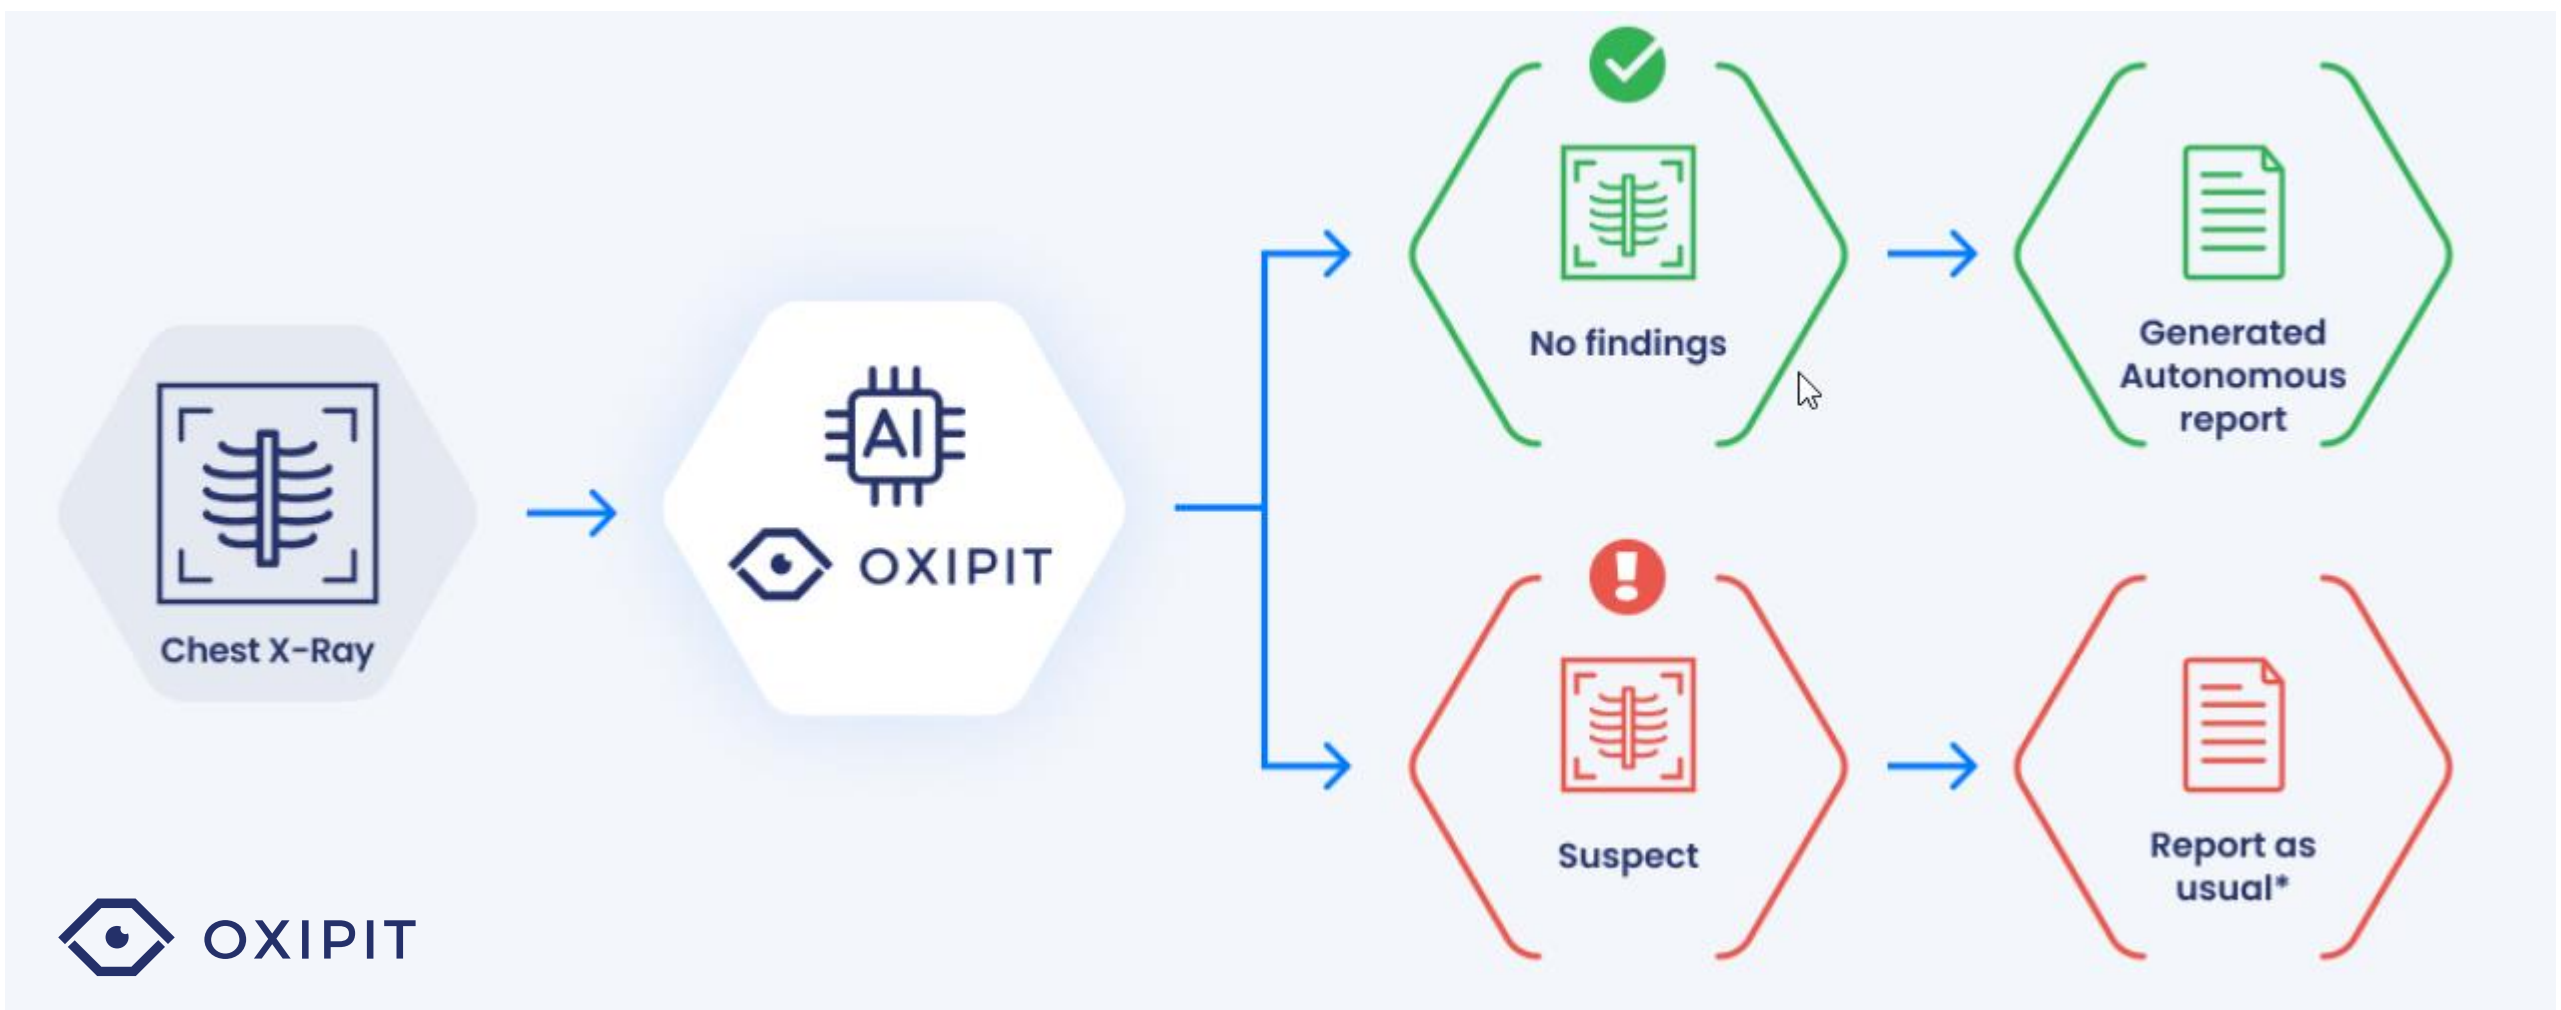 Chest X-Ray
AI
OXIPIT
No findings
Generated
Autonomous
report
Suspect
Report as
usual*
OXIPIT